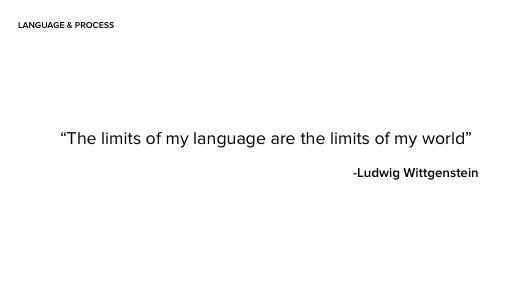 LANGUAGE & PROCESS
“The limits of my language are the limits of my world”
-Ludwig Wittgenstein